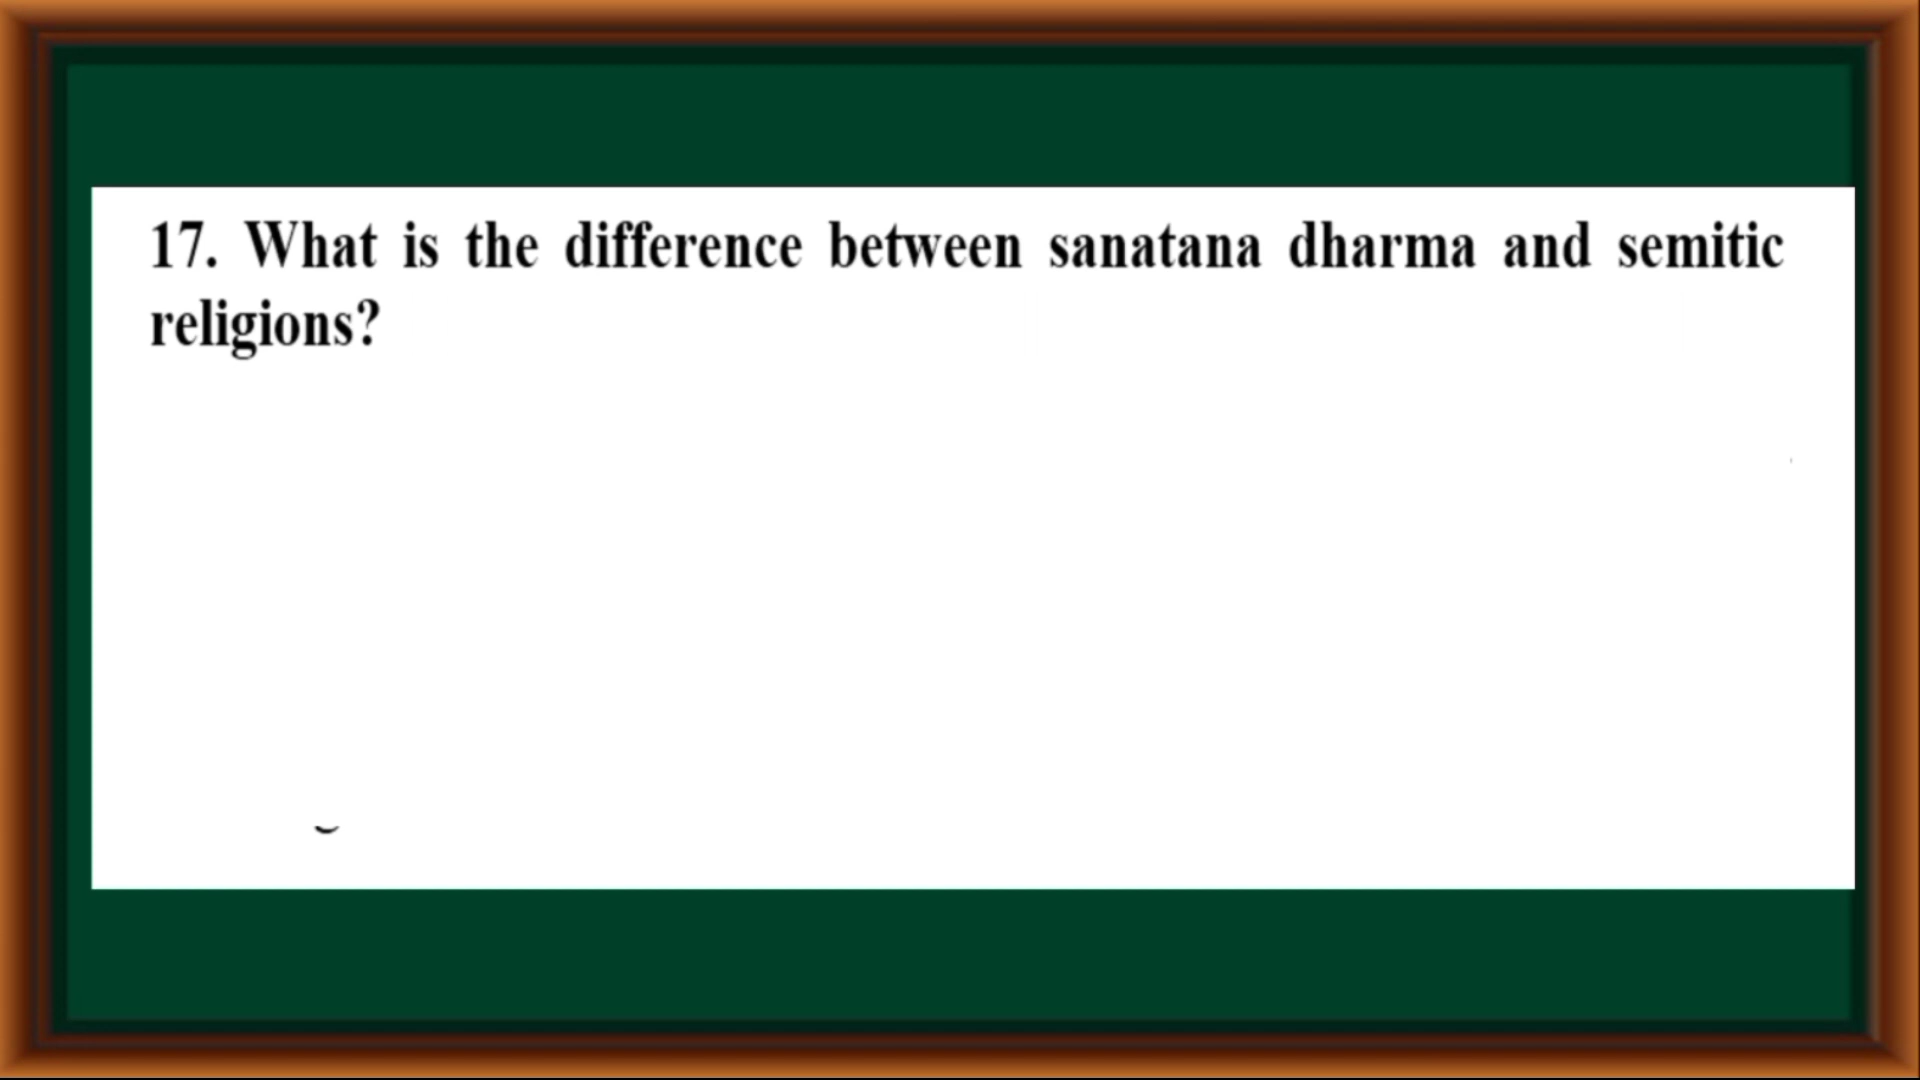 17. What is the difference between sanatana dharma and semitic
religions?